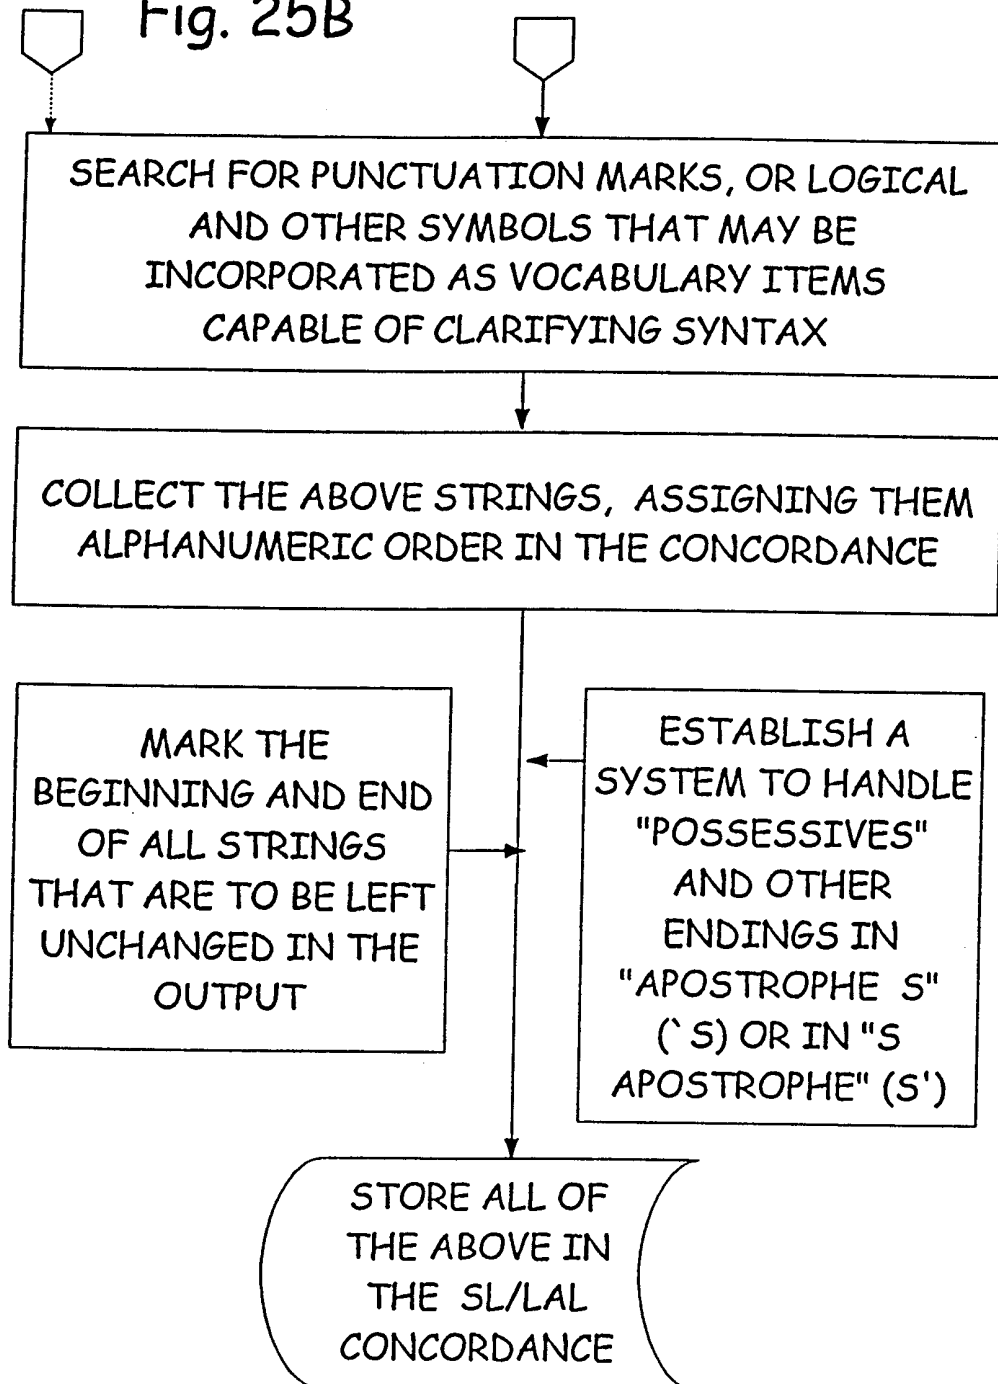 Fig. 25B
SEARCH FOR PUNCTUATION MARKS, OR LOGICAL
AND OTHER SYMBOLS THAT MAY BE
INCORPORATED AS VOCABULARY ITEMS
CAPABLE OF CLARIFYING SYNTAX
COLLECT THE ABOVE STRINGS, ASSIGNING THEM
ALPHANUMERIC ORDER IN THE CONCORDANCE
MARK THE
BEGINNING AND END
OF ALL STRINGS
THAT ARE TO BE LEFT
UNCHANGED IN THE
OUTPUT
ESTABLISH A
SYSTEM TO HANDLE
"POSSESSIVES"
AND OTHER
ENDINGS IN
"APOSTROPHE S"
(`S) OR IN "S
APOSTROPHE" (S')
STORE ALL OF
THE ABOVE IN
THE SL/LAL
CONCORDANCE